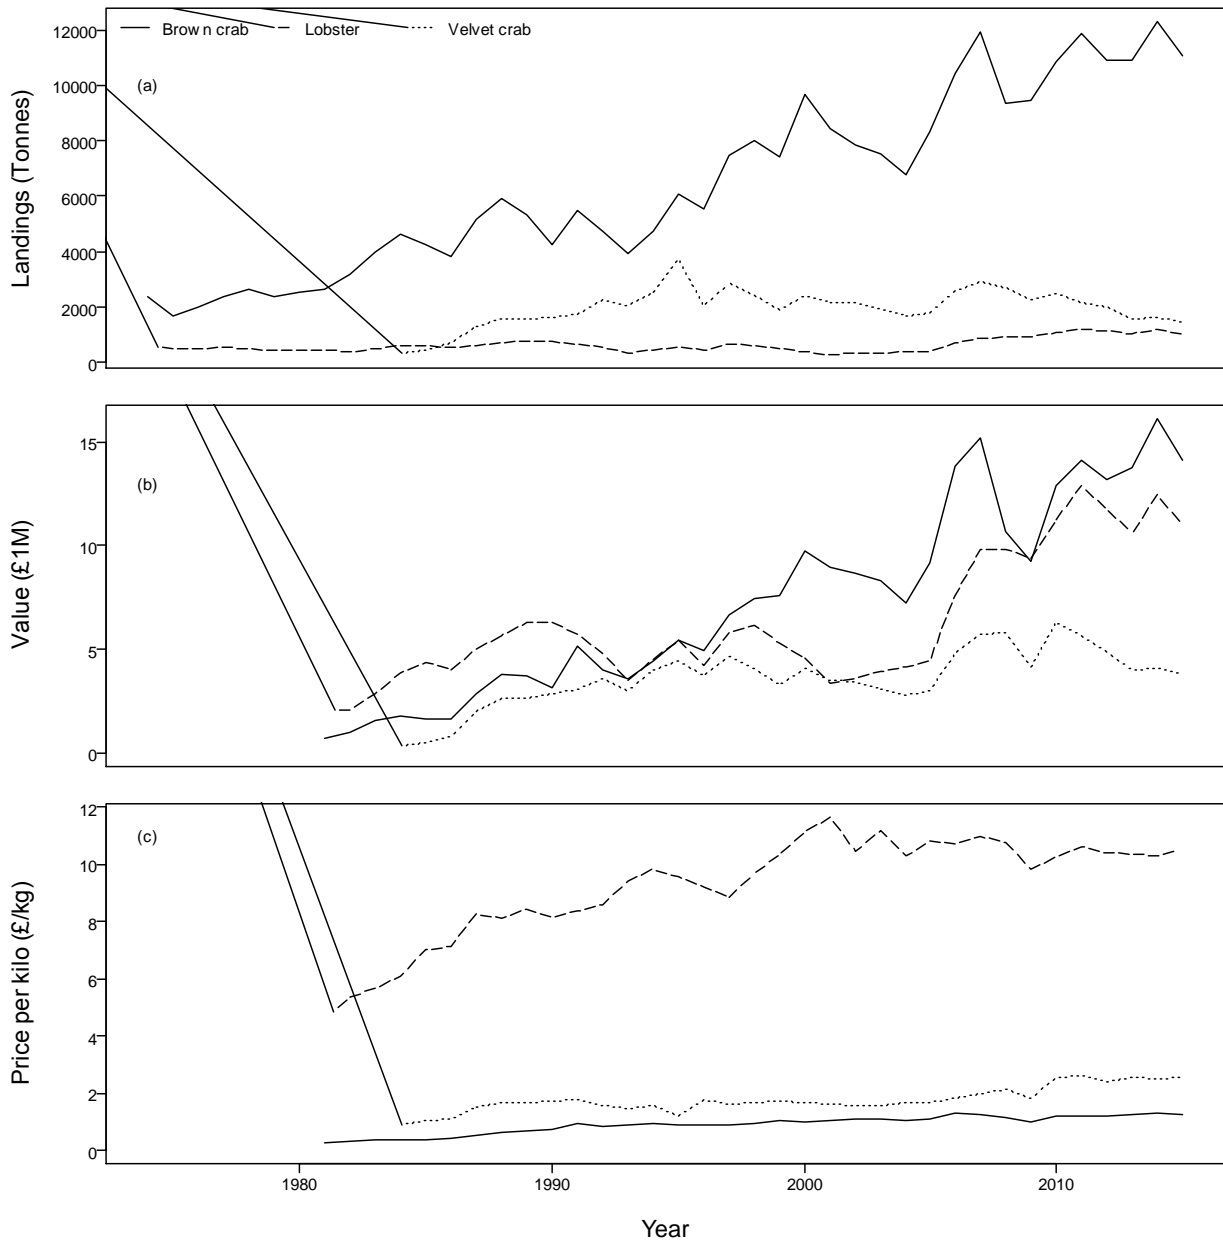 Brown crab Lobster Velvet crab
12000
(a)
10000
8000
6000
4000
2000
0
Landings (Tonnes)
15
(b)
10
5
0
Value (£1M)
12
(c)
10
8
6
4
2
0
Price per kilo (£/kg)
1980 1990 2000 2010
Year